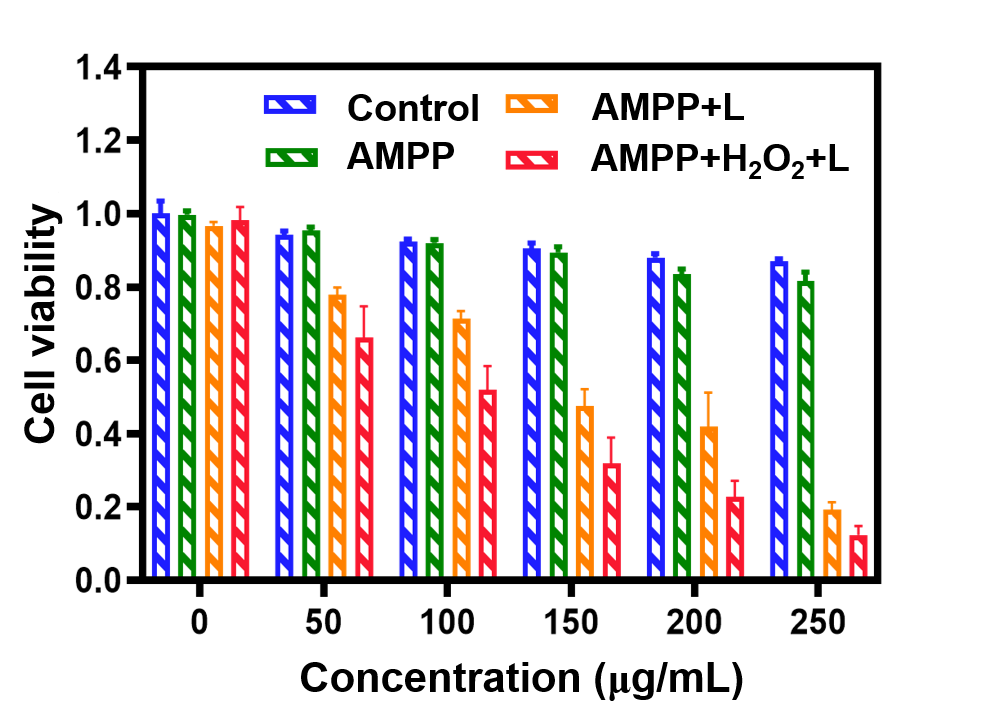 1.4
1.2
1.0
0.8
0.6
0.4
0.2
0.0
Cell viability
Control
AMPP
AMPP+L
AMPP+H₂O₂+L
0 50 100 150 200 250
Concentration (μg/mL)